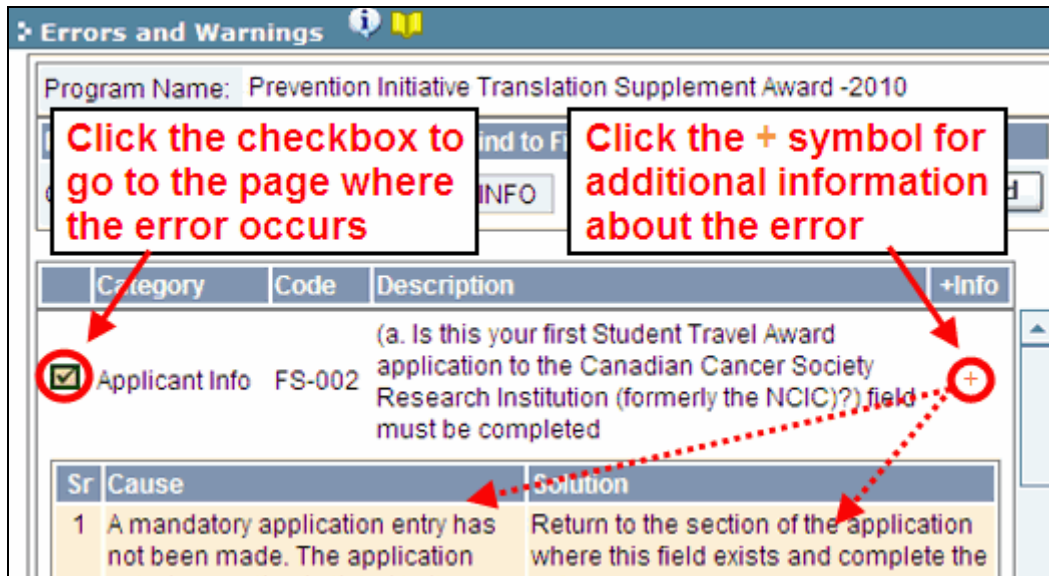 Errors and Warnings
Program Name: Prevention Initiative Translation Supplement Award -2010
Click the checkbox to
go to the page where
the error occurs
ind to Fi
INFO
Click the + symbol for
additional information
about the error
d
Category Code Description +Info
Applicant Info FS-002 (a. Is this your first Student Travel Award
application to the Canadian Cancer Society
Research Institution (formerly the NCIC)?) field
must be completed
+
Sr Cause Solution
1 A mandatory application entry has Return to the section of the application
not been made. The application where this field exists and complete the